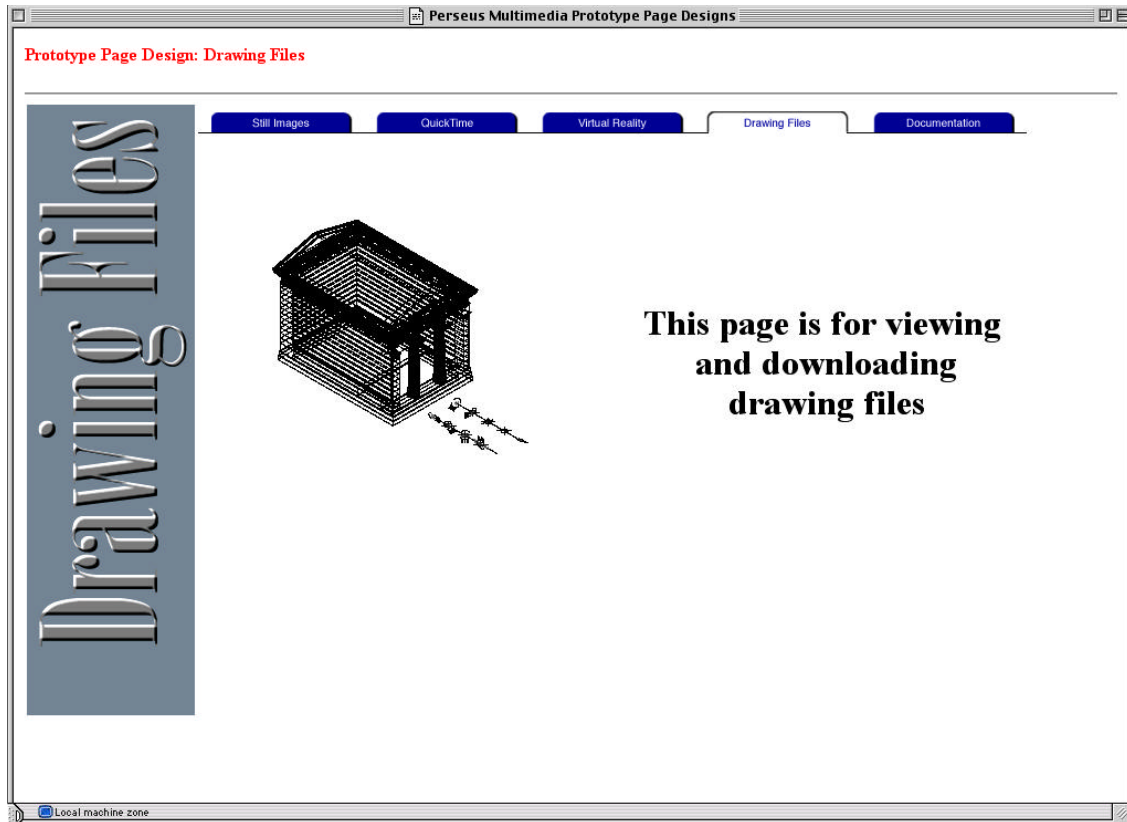 Perseus Multimedia Prototype Page Designs
Prototype Page Design: Drawing Files
Drawing Files
Still Images
QuickTime
Virtual Reality
Drawing Files
Documentation
This page is for viewing
and downloading
drawing files
Local machine zone